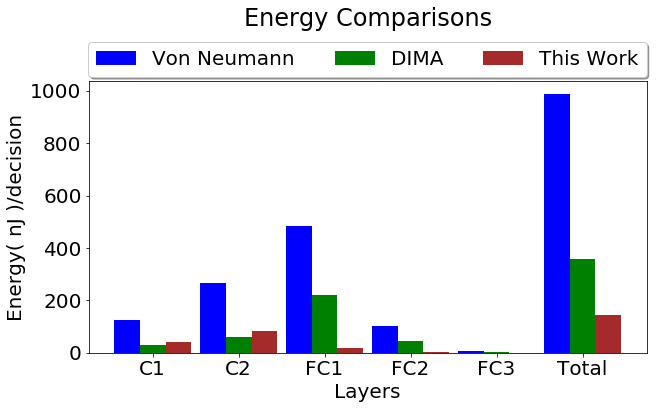 Energy Comparisons
Von Neumann DIMA This Work
Energy( nJ )/decision
1000
800
600
400
200
0
C1 C2 FC1 FC2 FC3 Total
Layers